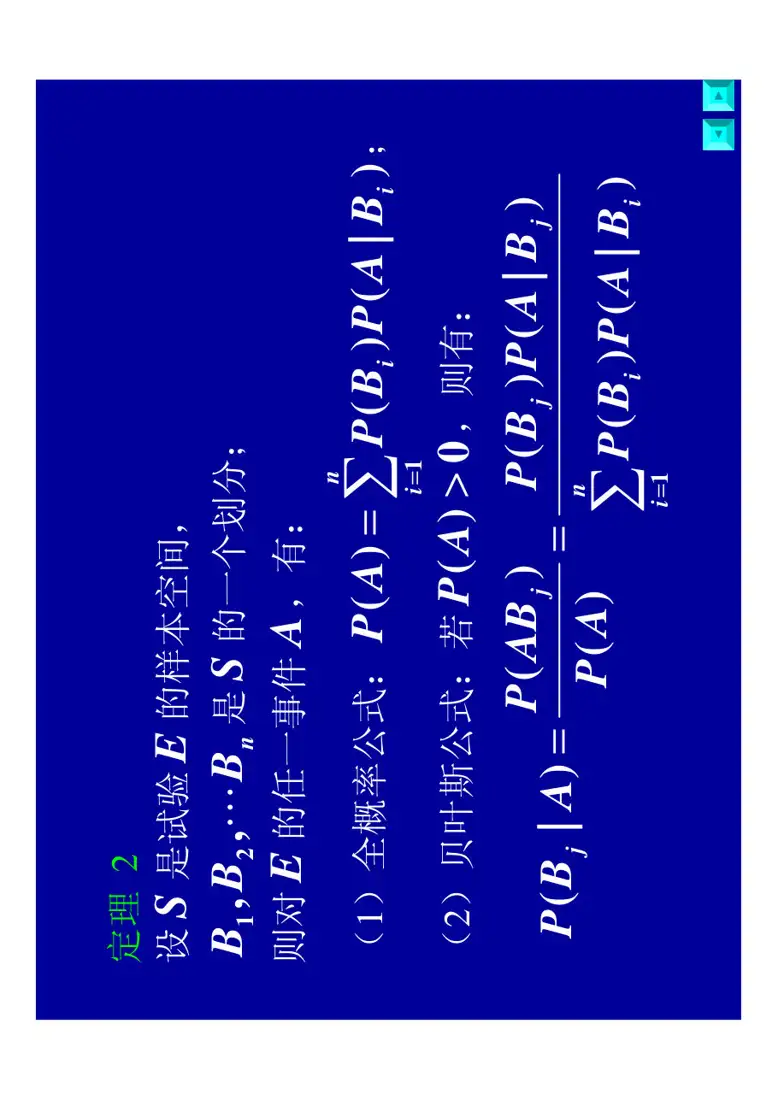 定理 2
设 S 是试验 E 的样本空间，
B₁,B₂,⋯Bₙ 是 S 的一个划分；
则对 E 的任一事件 A，有：
（1）全概率公式：P(A) = ∑ⁿᵢ₌₁ P(Bᵢ)P(A | Bᵢ)；
（2）贝叶斯公式：若 P(A) > 0，则有：
P(Bⱼ | A) = P(ABⱼ) / P(A) = P(Bⱼ)P(A | Bⱼ) / ∑ⁿᵢ₌₁ P(Bᵢ)P(A | Bᵢ)